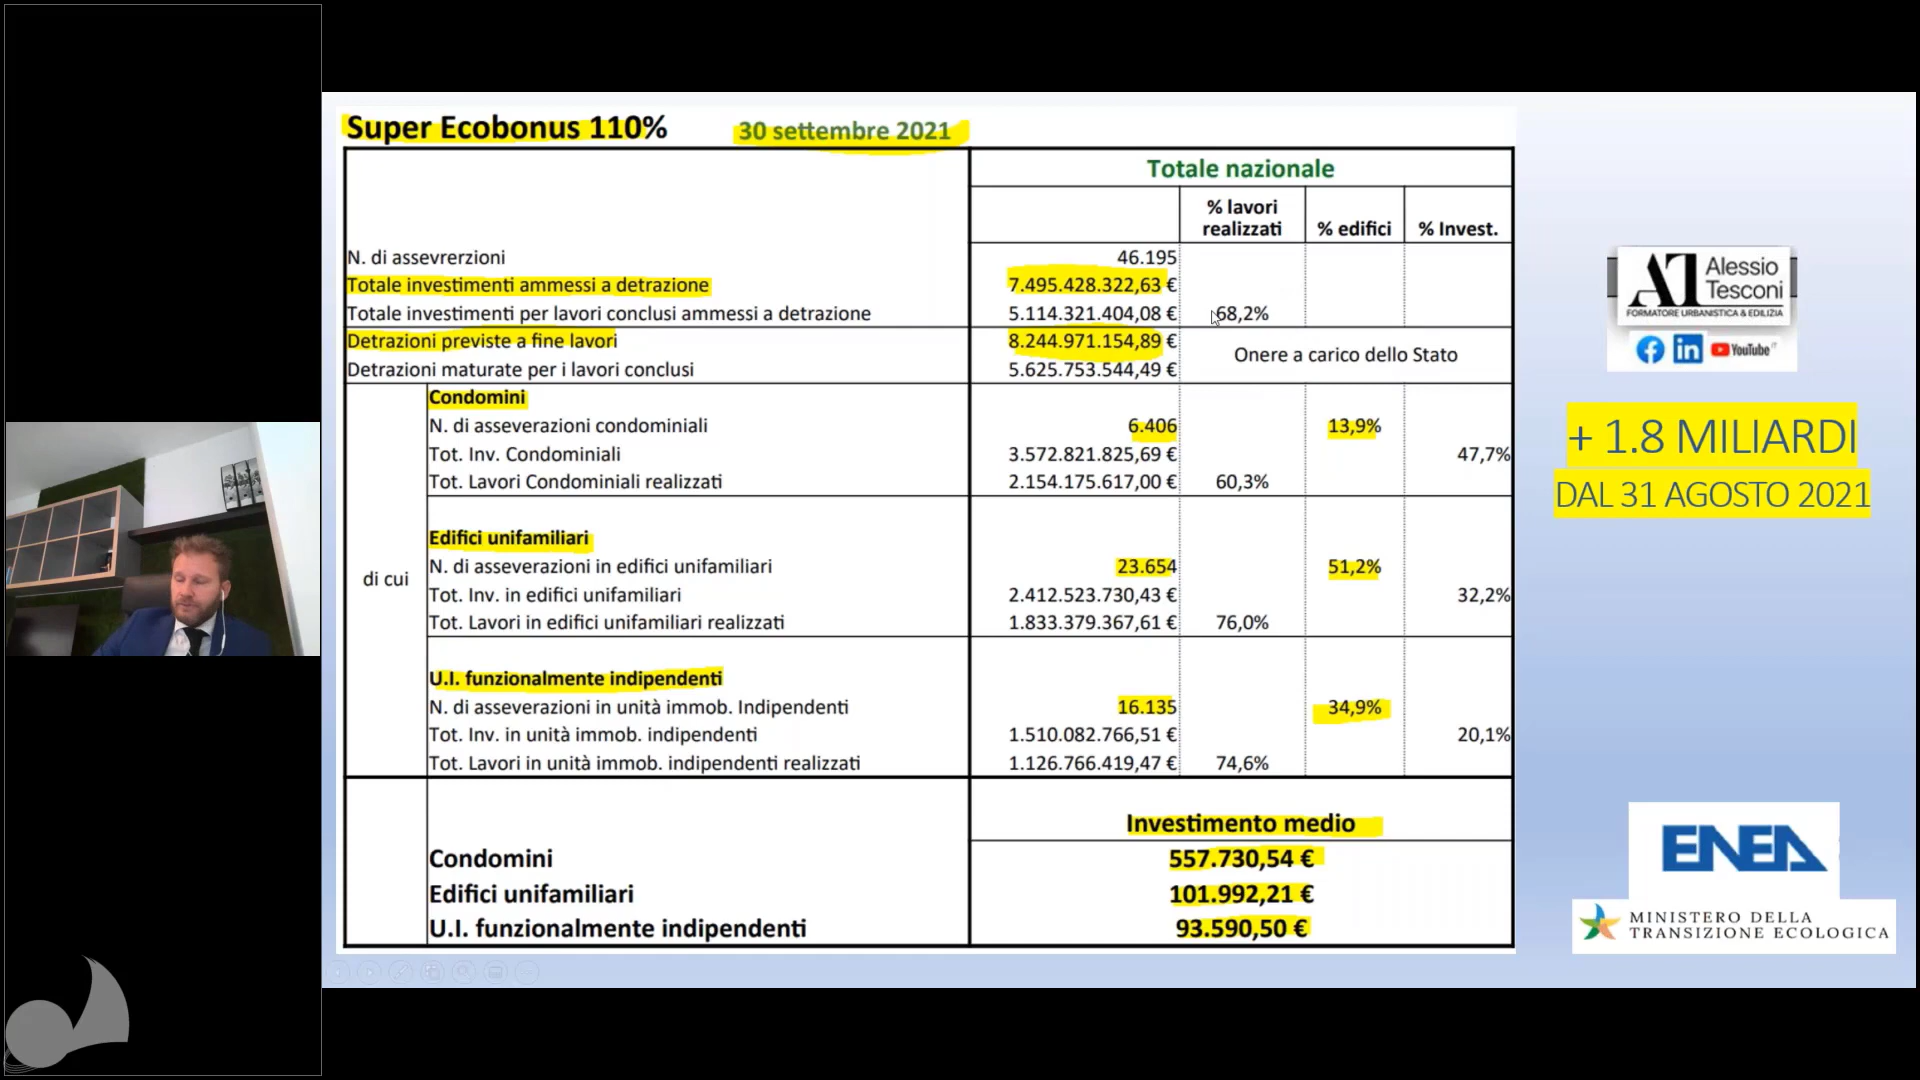 Super Ecobonus 110% 30 settembre 2021
Totale nazionale
% lavori realizzati % edifici % Invest.
N. di assevrerzioni 46.195
Totale investimenti ammessi a detrazione 7.495.428.322,63 €
Totale investimenti per lavori conclusi ammessi a detrazione 5.114.321.404,08 € 68,2%
Detrazioni previste a fine lavori 8.244.971.154,89 €
Onere a carico dello Stato
Detrazioni maturate per i lavori conclusi 5.625.753.544,49 €
di cui
Condomini
N. di asseverazioni condominiali 6.406 13,9%
Tot. Inv. Condominiali 3.572.821.825,69 € 47,7%
Tot. Lavori Condominiali realizzati 2.154.175.617,00 € 60,3%
Edifici unifamiliari
N. di asseverazioni in edifici unifamiliari 23.654 51,2%
Tot. Inv. in edifici unifamiliari 2.412.523.730,43 € 32,2%
Tot. Lavori in edifici unifamiliari realizzati 1.833.379.367,61 € 76,0%
U.I. funzionalmente indipendenti
N. di asseverazioni in unità immob. Indipendenti 16.135 34,9%
Tot. Inv. in unità immob. indipendenti 1.510.082.766,51 € 20,1%
Tot. Lavori in unità immob. indipendenti realizzati 1.126.766.419,47 € 74,6%
Investimento medio
Condomini 557.730,54 €
Edifici unifamiliari 101.992,21 €
U.I. funzionalmente indipendenti 93.590,50 €
AT Alessio
Tesconi
FORMATORE URBANISTICA & EDILIZIA
f in YouTube IT
+ 1.8 MILIARDI
DAL 31 AGOSTO 2021
ENEA
MINISTERO DELLA
TRANSIZIONE ECOLOGICA